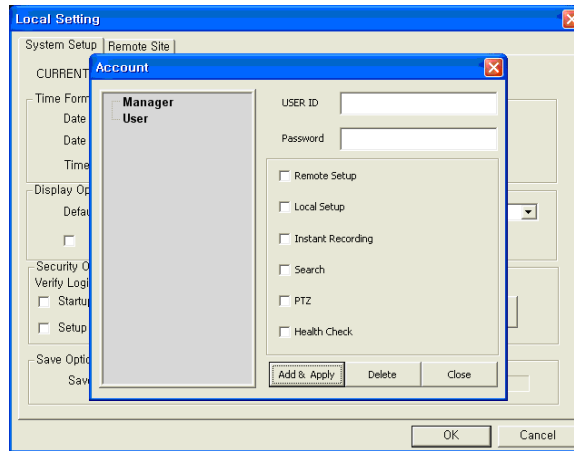 Local Setting
System Setup
Remote Site
CURRENT
Account
Time Form
Date
Date
Time
Manager
User
USER ID
Password
Remote Setup
Local Setup
Instant Recording
Search
PTZ
Health Check
Display Op
Defau
Security O
Verify Logi
Startup
Setup
Save Optio
Save
Add & Apply
Delete
Close
OK
Cancel